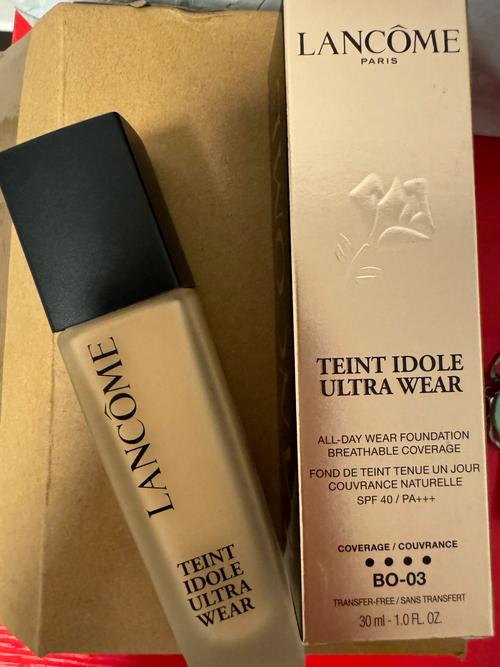 LANCÔME
PARIS
TEINT IDOLE
ULTRA WEAR
ALL-DAY WEAR FOUNDATION
BREATHABLE COVERAGE
FOND DE TEINT TENUE UN JOUR
COUVRANCE NATURELLE
SPF 40 / PA+++
COVERAGE / COUVRANCE
BO-03
TRANSFER-FREE / SANS TRANSFERT
30 ml - 1.0 FL. OZ.
LANCÔME
TEINT
IDOLE
ULTRA
WEAR